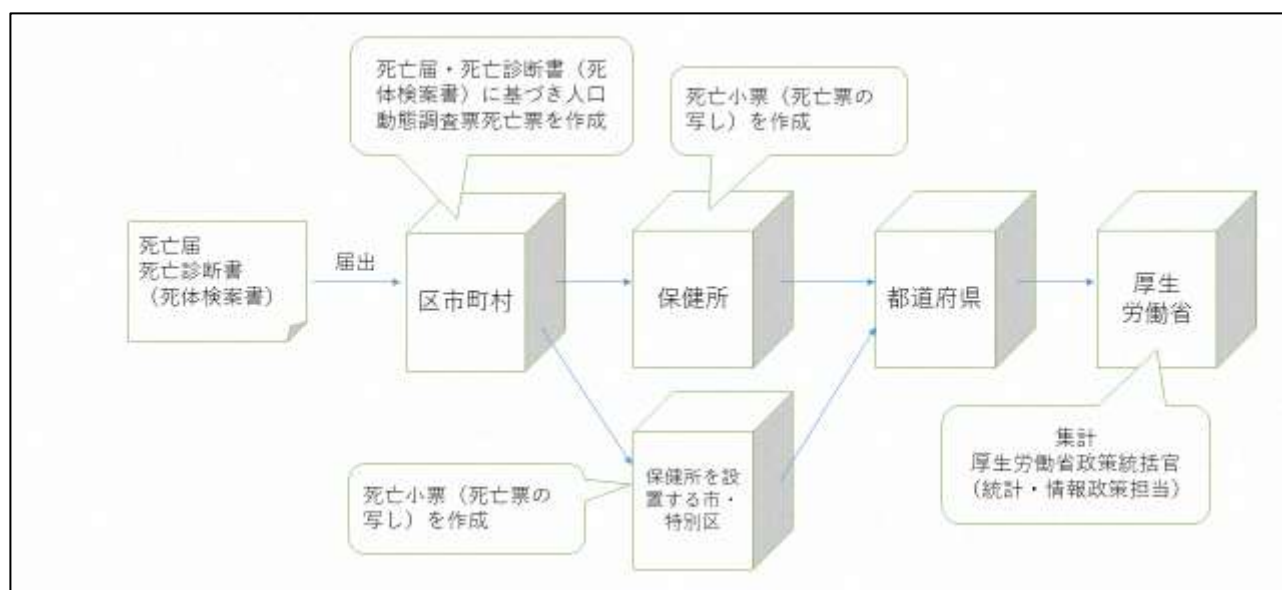 死亡届・死亡診断書（死
体検案書）に基づき人口
動態調査票死亡票を作成
死亡小票（死亡票の
写し）を作成
死亡届
死亡診断書
（死体検案書）
届出
区市町村
保健所
都道府県
厚生
労働省
保健所を設
置する市・
特別区
死亡小票（死亡票の
写し）を作成
集計
厚生労働省政策統括官
（統計・情報政策担当）